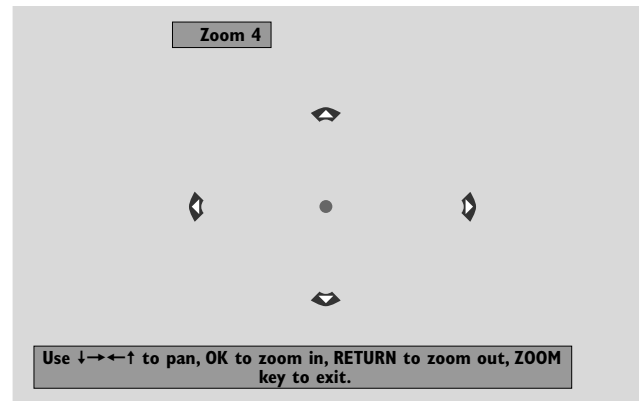 Zoom 4
Use ↓→←↑ to pan, OK to zoom in, RETURN to zoom out, ZOOM
key to exit.